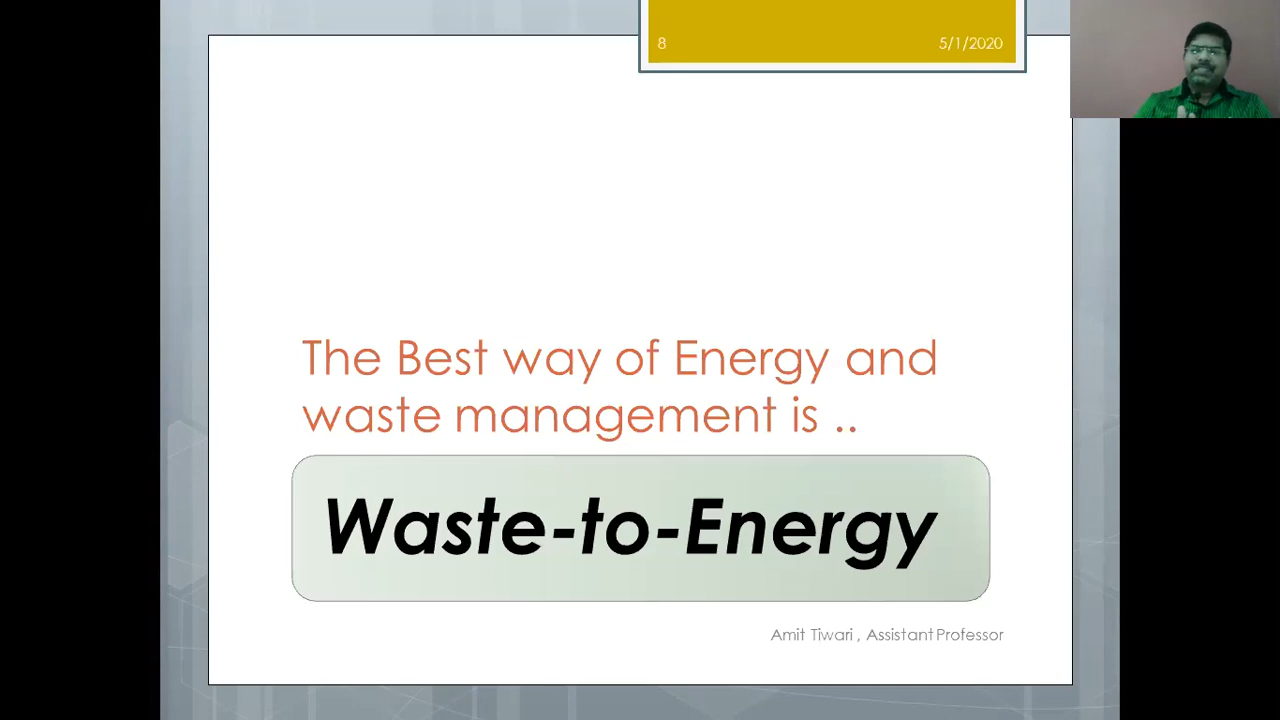 8 5/1/2020
The Best way of Energy and
waste management is ..
Waste-to-Energy
Amit Tiwari , Assistant Professor